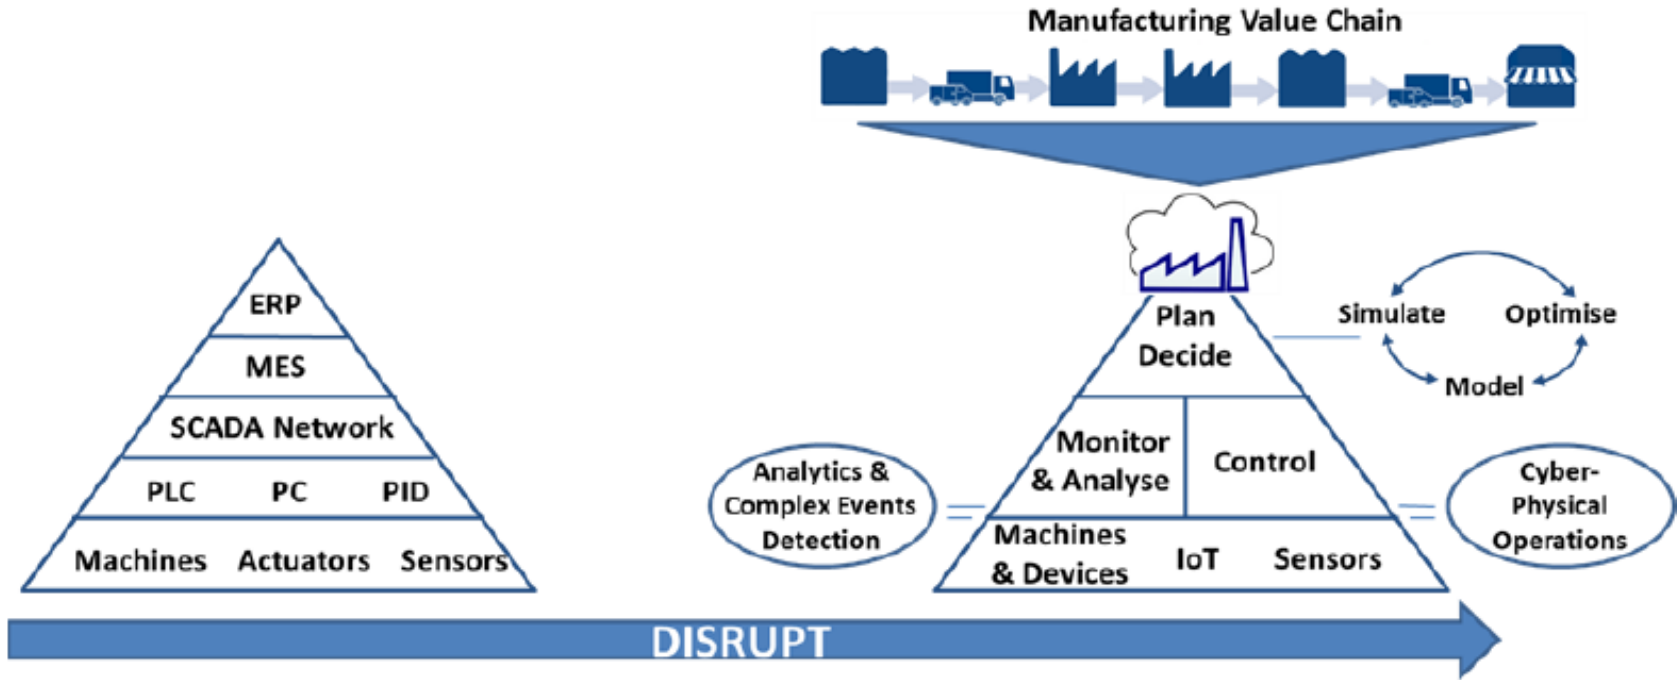 Manufacturing Value Chain
ERP
MES
SCADA Network
PLC PC PID
Machines Actuators Sensors
Plan
Decide
Simulate Optimise
Model
Monitor
& Analyse
Control
Analytics &
Complex Events
Detection
Cyber-
Physical
Operations
Machines
& Devices
IoT Sensors
DISRUPT